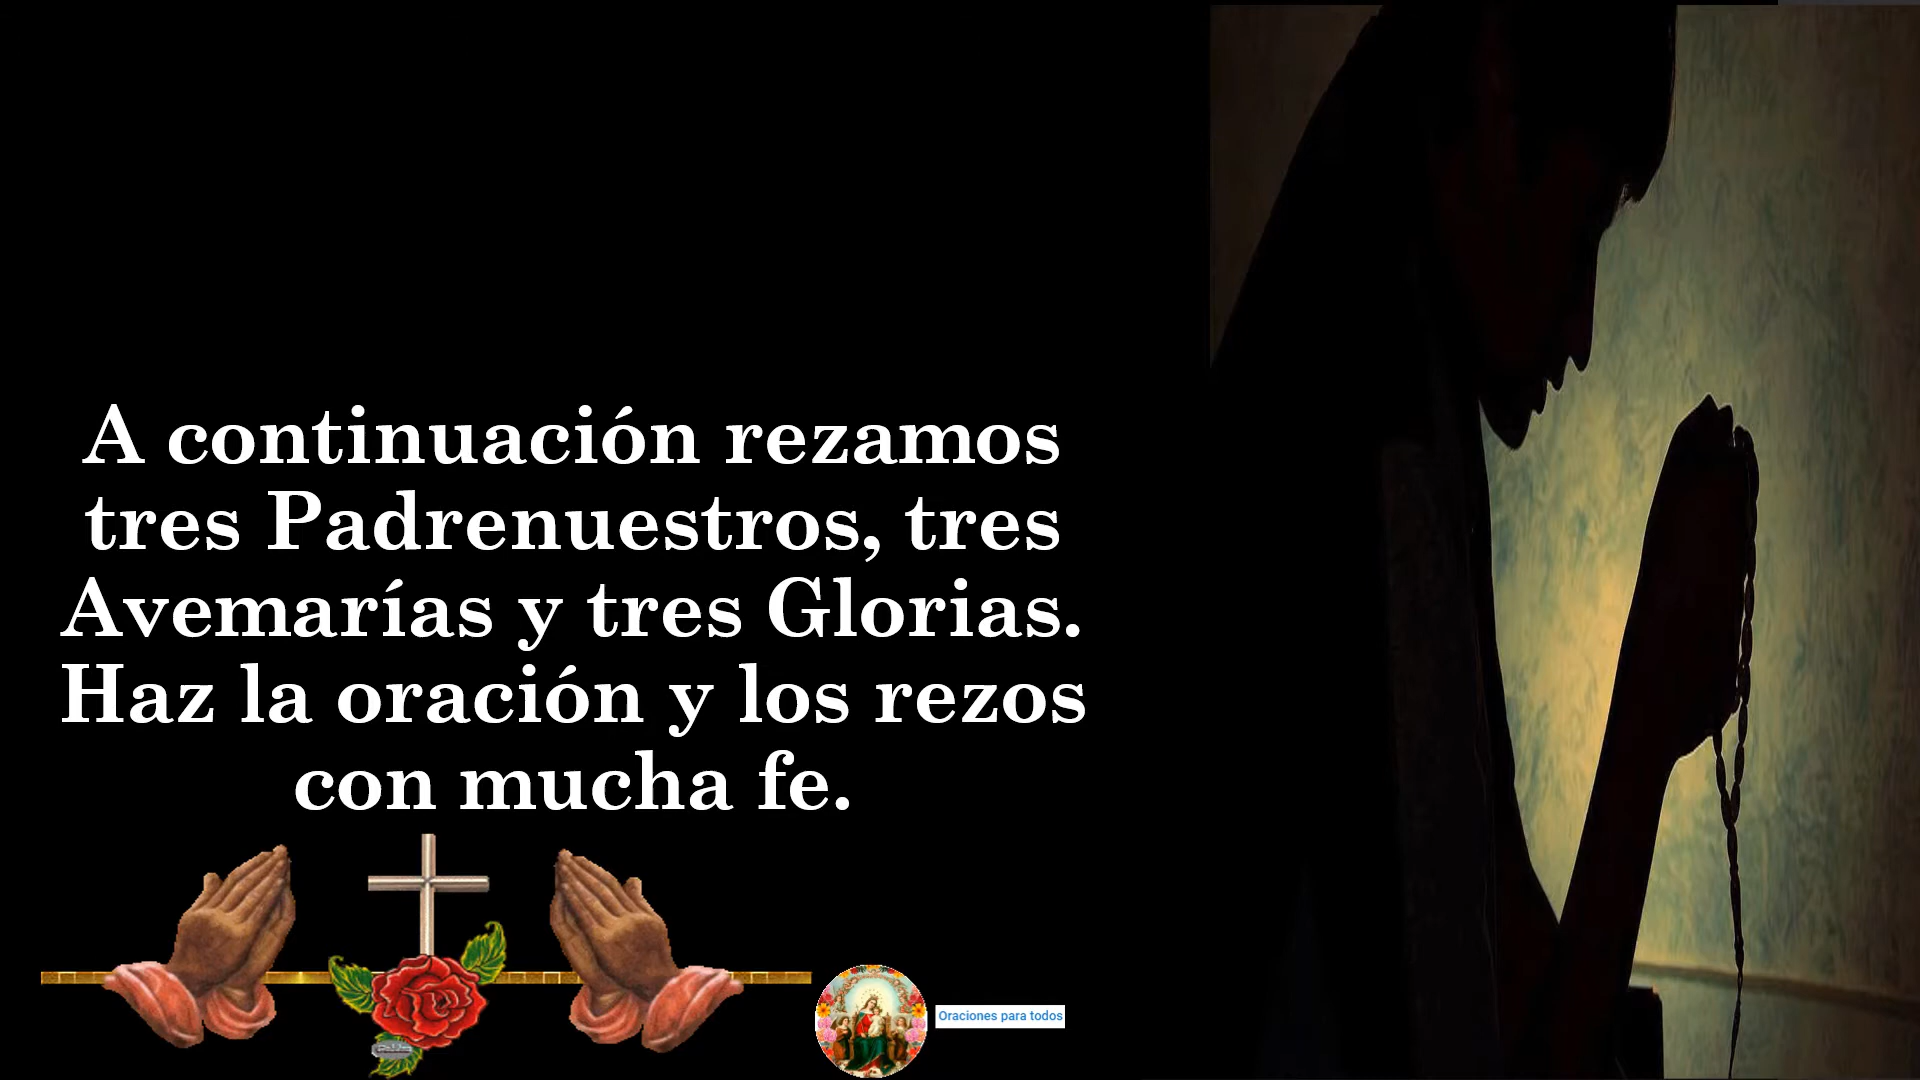 A continuación rezamos
tres Padrenuestros, tres
Avemarías y tres Glorias.
Haz la oración y los rezos
con mucha fe.
Oraciones para todos